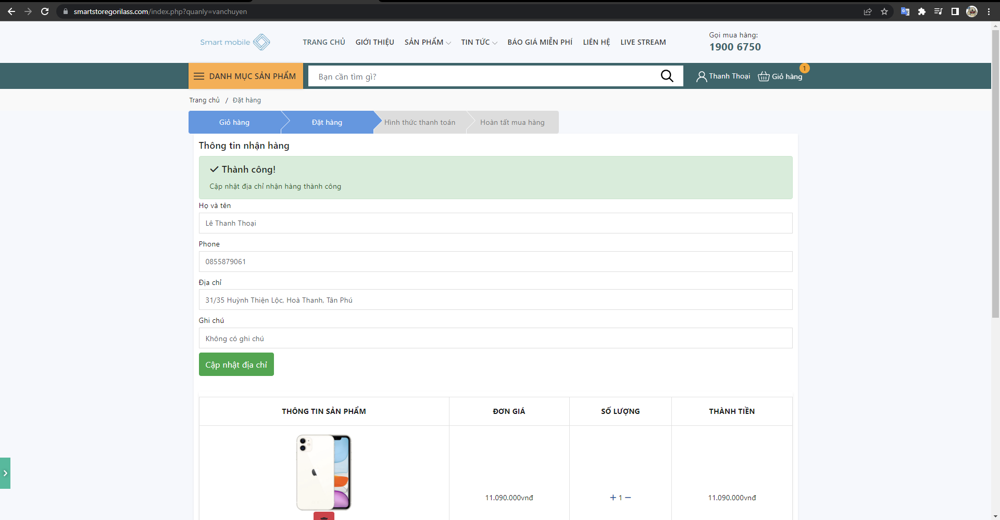 smartstoregorilass.com/index.php?quanly=vanchuyen
Smart mobile
TRANG CHỦ GIỚI THIỆU SẢN PHẨM TIN TỨC BÁO GIÁ MIỄN PHÍ LIÊN HỆ LIVE STREAM
Gọi mua hàng:
1900 6750
DANH MỤC SẢN PHẨM
Bạn cần tìm gì?
Thanh Thoại
Giỏ hàng
1
Trang chủ / Đặt hàng
Giỏ hàng
Đặt hàng
Hình thức thanh toán
Hoàn tất mua hàng
Thông tin nhận hàng
Thành công!
Cập nhật địa chỉ nhận hàng thành công
Họ và tên
Lê Thanh Thoại
Phone
0855879061
Địa chỉ
31/35 Huỳnh Thiện Lộc, Hoà Thanh, Tân Phú
Ghi chú
Không có ghi chú
Cập nhật địa chỉ
THÔNG TIN SẢN PHẨM ĐƠN GIÁ SỐ LƯỢNG THÀNH TIỀN
11.090.000vnđ + 1 − 11.090.000vnđ